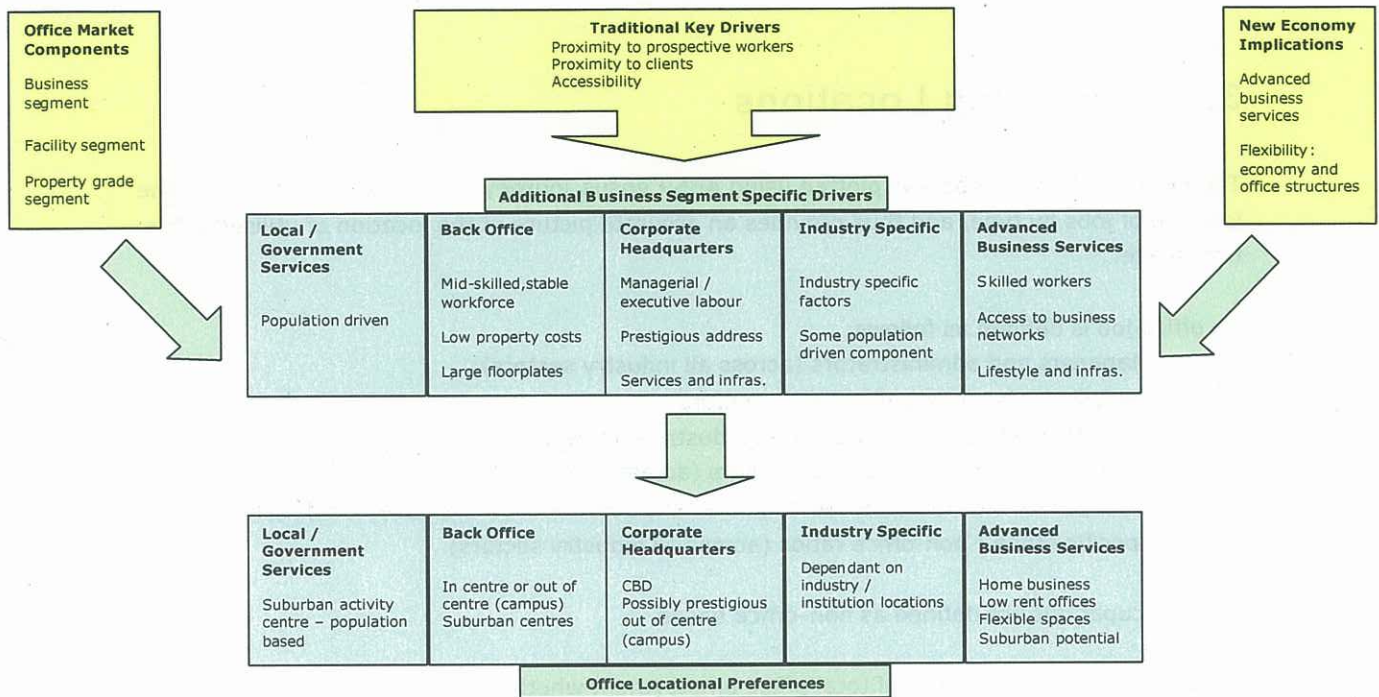 Office Market
Components
Business
segment
Facility segment
Property grade
segment
Traditional Key Drivers
Proximity to prospective workers
Proximity to clients
Accessibility
New Economy
Implications
Advanced
business
services
Flexibility:
economy and
office structures
Additional Business Segment Specific Drivers
Local /
Government
Services
Population driven
Back Office
Mid-skilled,stable
workforce
Low property costs
Large floorplates
Corporate
Headquarters
Managerial /
executive labour
Prestigious address
Services and infras.
Industry Specific
Industry specific
factors
Some population
driven component
Advanced
Business Services
Skilled workers
Access to business
networks
Lifestyle and infras.
Local /
Government
Services
Suburban activity
centre – population
based
Back Office
In centre or out of
centre (campus)
Suburban centres
Corporate
Headquarters
CBD
Possibly prestigious
out of centre
(campus)
Industry Specific
Dependant on
industry /
institution locations
Advanced
Business Services
Home business
Low rent offices
Flexible spaces
Suburban potential
Office Locational Preferences